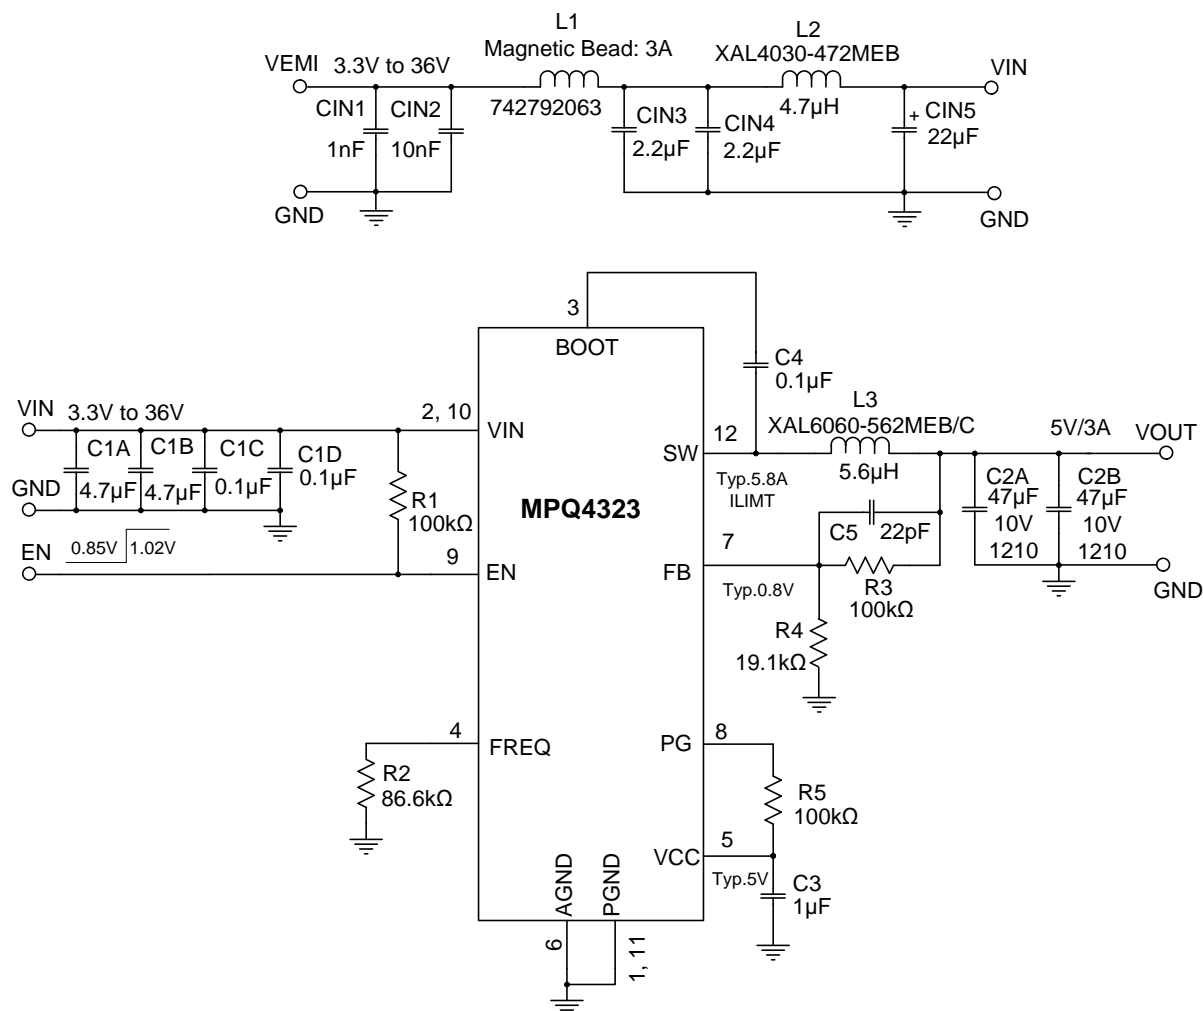 L1
Magnetic Bead: 3A
742792063
L2
XAL4030-472MEB
4.7µH
VEMI
3.3V to 36V
VIN
CIN1
1nF
CIN2
10nF
CIN3
2.2µF
CIN4
2.2µF
+
CIN5
22µF
GND
GND
3
BOOT
C4
0.1µF
VIN
3.3V to 36V
2, 10
VIN
C1A
4.7µF
C1B
4.7µF
C1C
0.1µF
C1D
0.1µF
GND
R1
100kΩ
EN
0.85V
1.02V
9
EN
MPQ4323
12
SW
Typ.5.8A
ILIMT
L3
XAL6060-562MEB/C
5.6µH
5V/3A
VOUT
C2A
47µF
10V
1210
C2B
47µF
10V
1210
GND
C5
22pF
7
FB
Typ.0.8V
R3
100kΩ
R4
19.1kΩ
4
FREQ
R2
86.6kΩ
8
PG
R5
100kΩ
5
VCC
Typ.5V
C3
1µF
AGND
PGND
6
1, 11